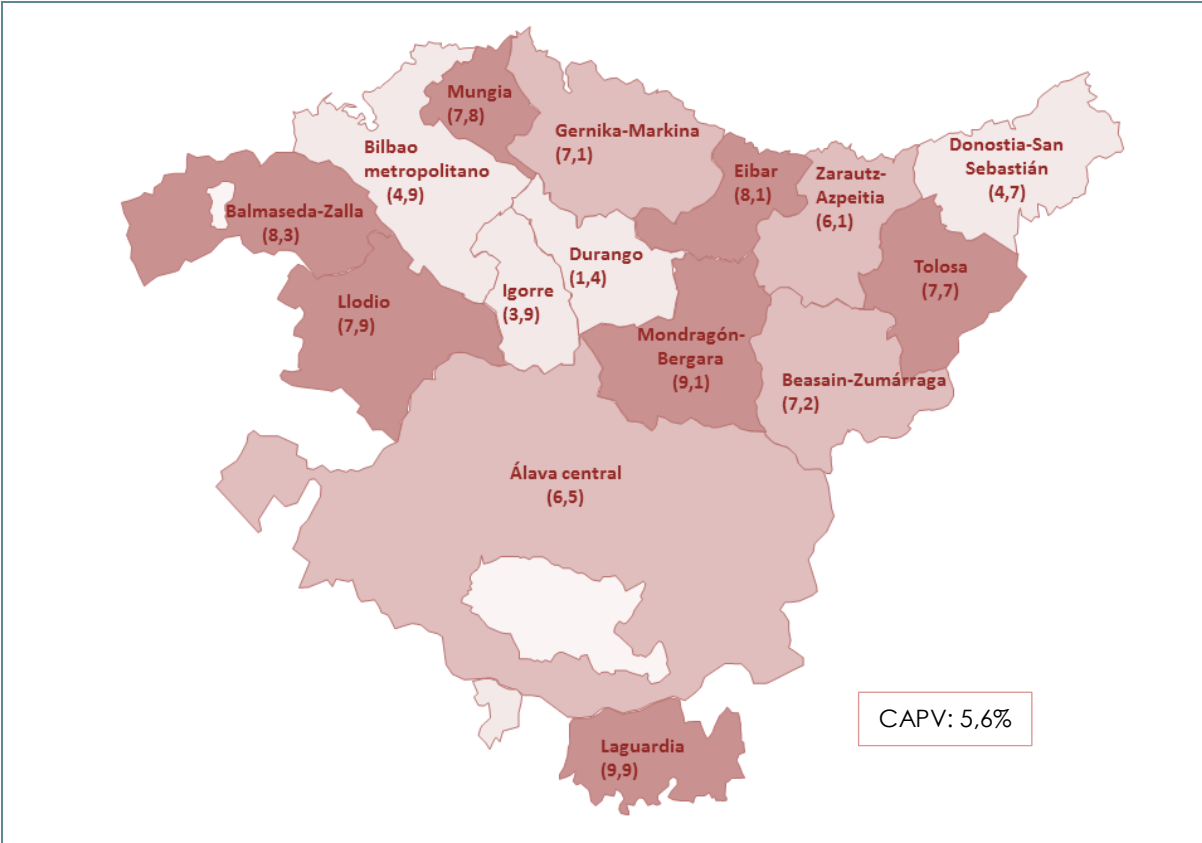 Mungia
(7,8)
Gernika-Markina
(7,1)
Bilbao
metropolitano
(4,9)
Eibar
(8,1)
Zarautz-
Azpeitia
(6,1)
Donostia-San
Sebastián
(4,7)
Balmaseda-Zalla
(8,3)
Durango
(1,4)
Tolosa
(7,7)
Llodio
(7,9)
Igorre
(3,9)
Mondragón-
Bergara
(9,1)
Beasain-Zumárraga
(7,2)
Álava central
(6,5)
CAPV: 5,6%
Laguardia
(9,9)